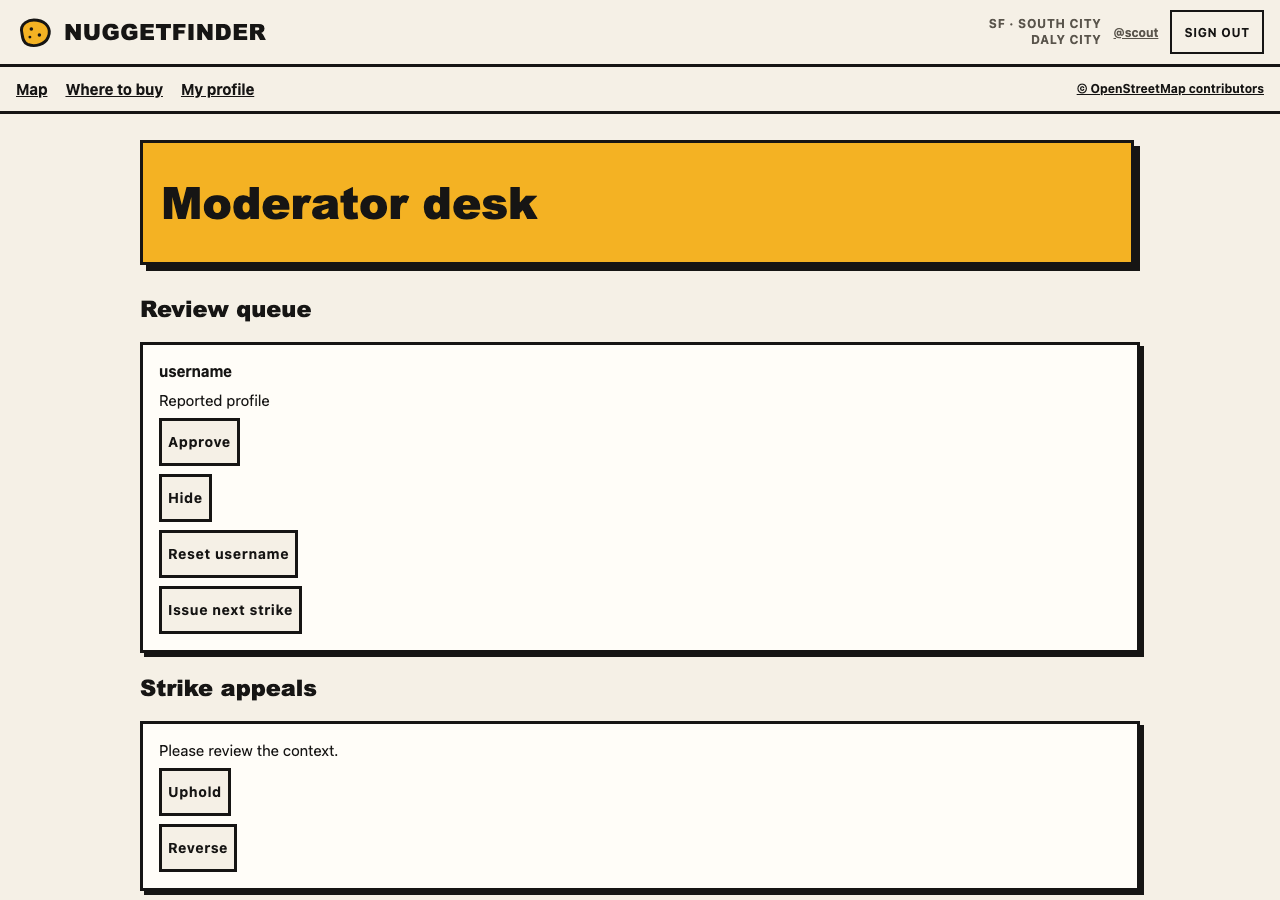 NUGGETFINDER
SF · SOUTH CITY
DALY CITY
@scout
SIGN OUT
Map
Where to buy
My profile
© OpenStreetMap contributors
Moderator desk
Review queue
username
Reported profile
Approve
Hide
Reset username
Issue next strike
Strike appeals
Please review the context.
Uphold
Reverse